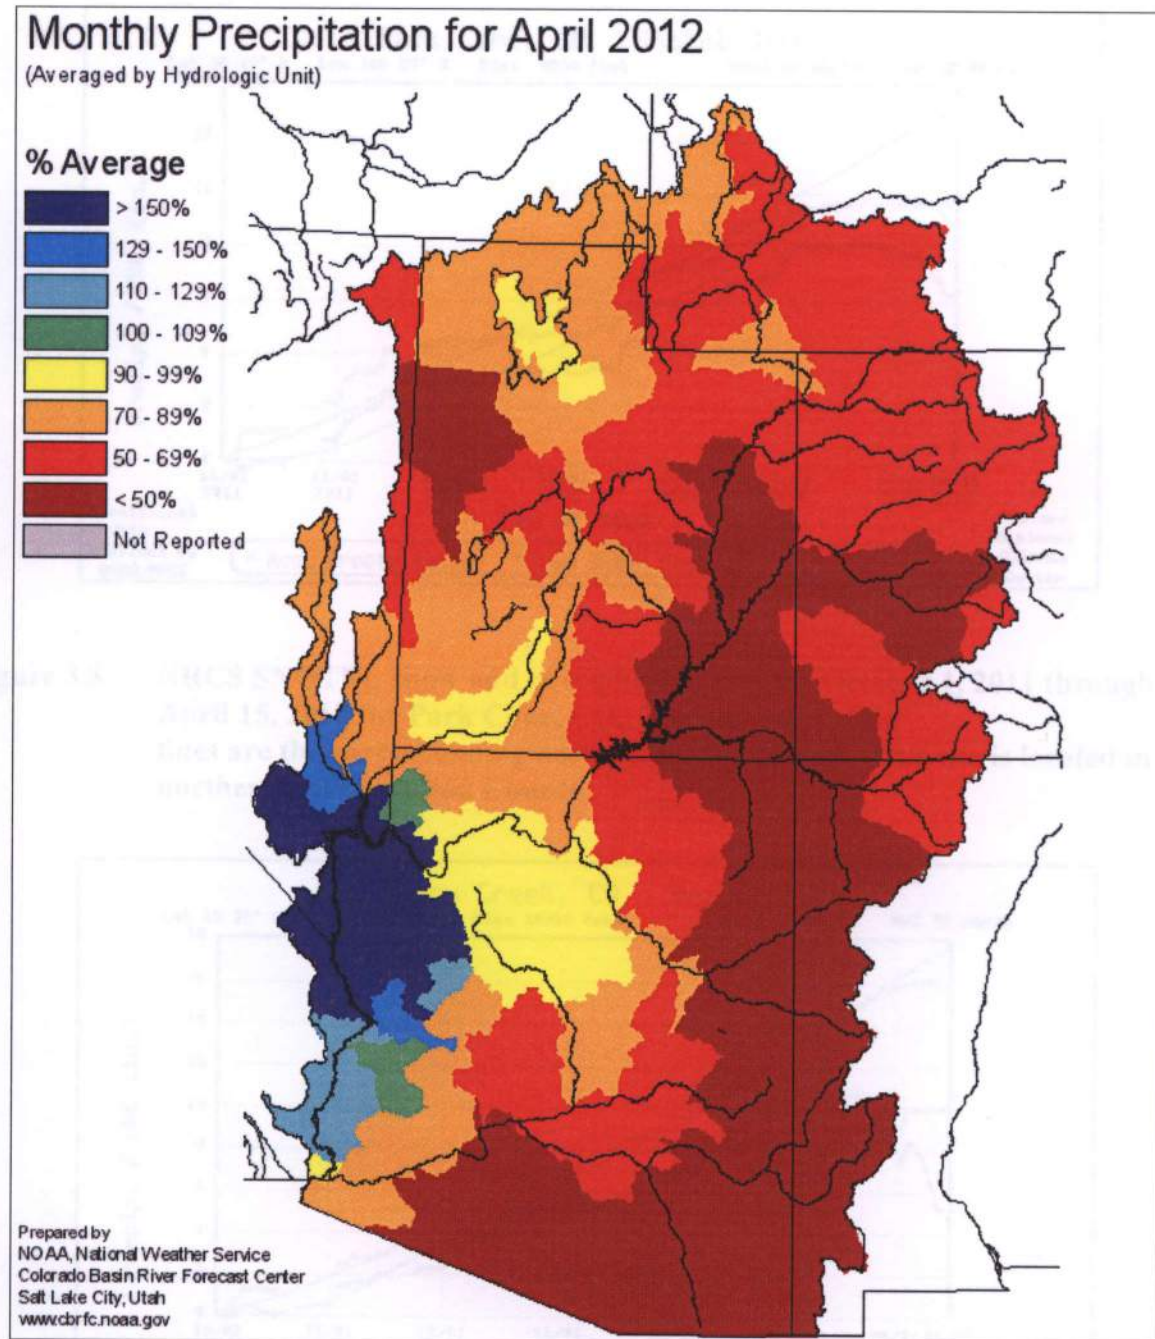 Monthly Precipitation for April 2012
(Averaged by Hydrologic Unit)
% Average
> 150%
129 - 150%
110 - 129%
100 - 109%
90 - 99%
70 - 89%
50 - 69%
< 50%
Not Reported
Prepared by
NOAA, National Weather Service
Colorado Basin River Forecast Center
Salt Lake City, Utah
www.cbrfc.noaa.gov